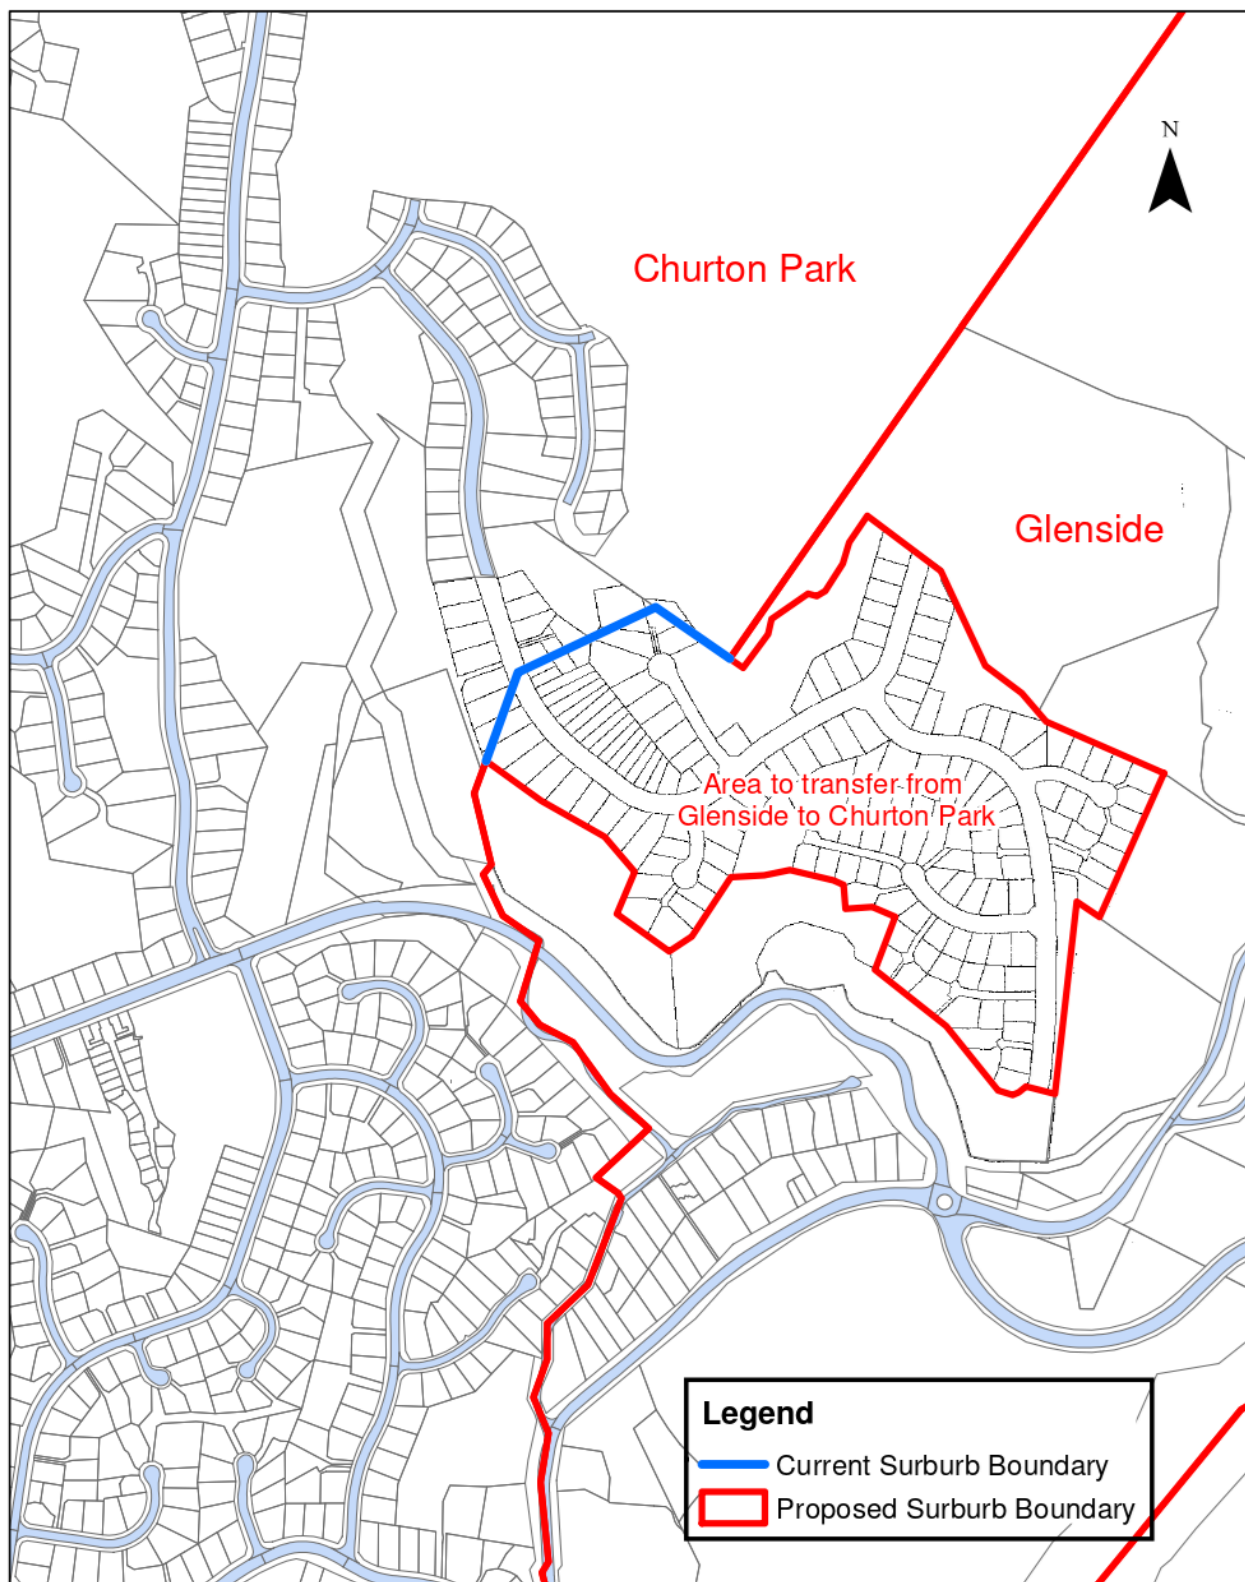 N
Churton Park
Glenside
Area to transfer from
Glenside to Churton Park
Legend
Current Surburb Boundary
Proposed Surburb Boundary